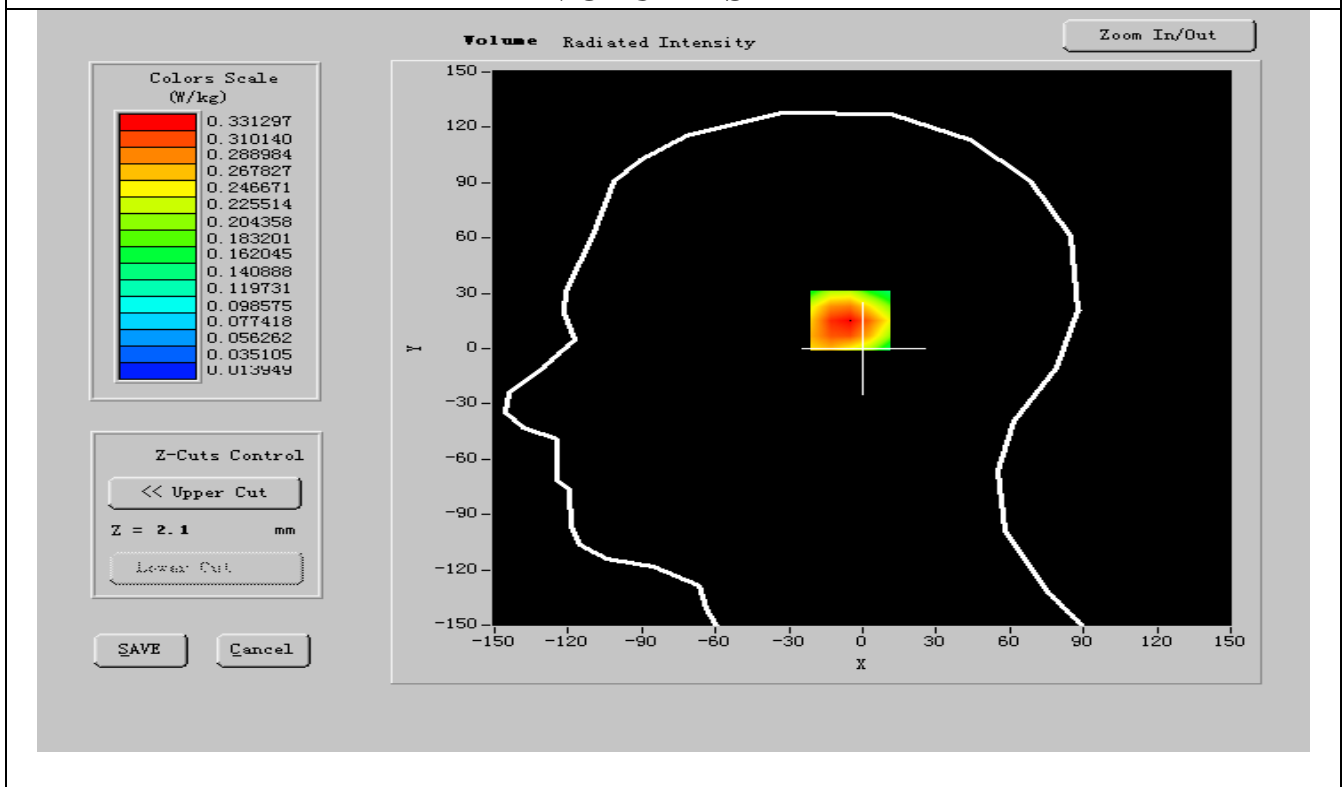 Volume Radiated Intensity
Zoom In/Out
Colors Scale
(W/kg)
0.331297
0.310140
0.288984
0.267827
0.246671
0.225514
0.204358
0.183201
0.162045
0.140888
0.119731
0.098575
0.077418
0.056262
0.035105
0.013949
Z-Cuts Control
<< Upper Cut
Z = 2.1 mm
Lower Cut
SAVE
Cancel
150
120
90
60
30
0
-30
-60
-90
-120
-150
Y
-150 -120 -90 -60 -30 0 30 60 90 120 150
X